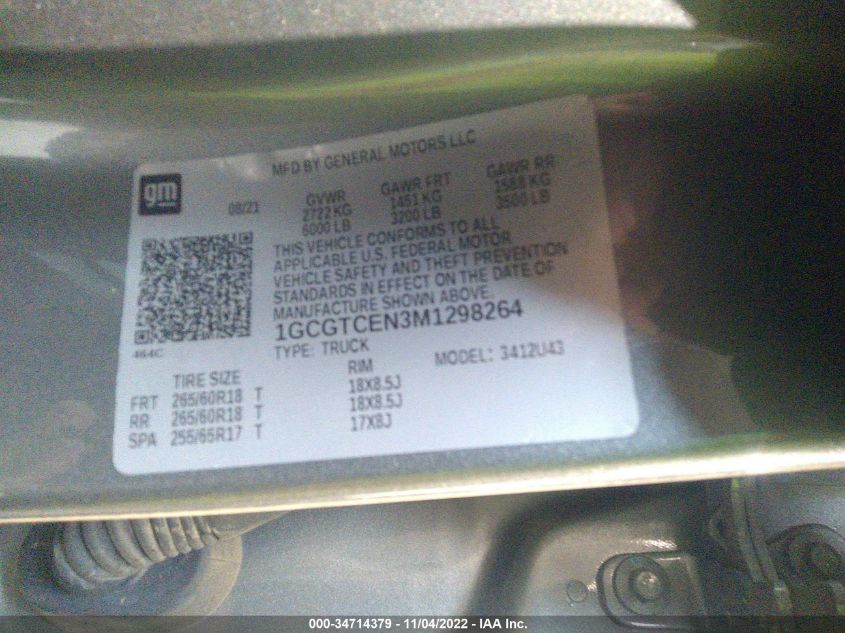 MFD BY GENERAL MOTORS LLC
gm
08/21
GVWR GAWR FRT GAWR RR
2722 KG 1451 KG 1588 KG
6000 LB 3200 LB 3500 LB
THIS VEHICLE CONFORMS TO ALL
APPLICABLE U.S. FEDERAL MOTOR
VEHICLE SAFETY AND THEFT PREVENTION
STANDARDS IN EFFECT ON THE DATE OF
MANUFACTURE SHOWN ABOVE.
1GCGTCEN3M1298264
464C
TYPE: TRUCK MODEL: 3412U43
TIRE SIZE RIM
FRT 265/60R18 T 18X8.5J
RR 265/60R18 T 18X8.5J
SPA 255/65R17 T 17X8J
000-34714379 - 11/04/2022 - IAA Inc.